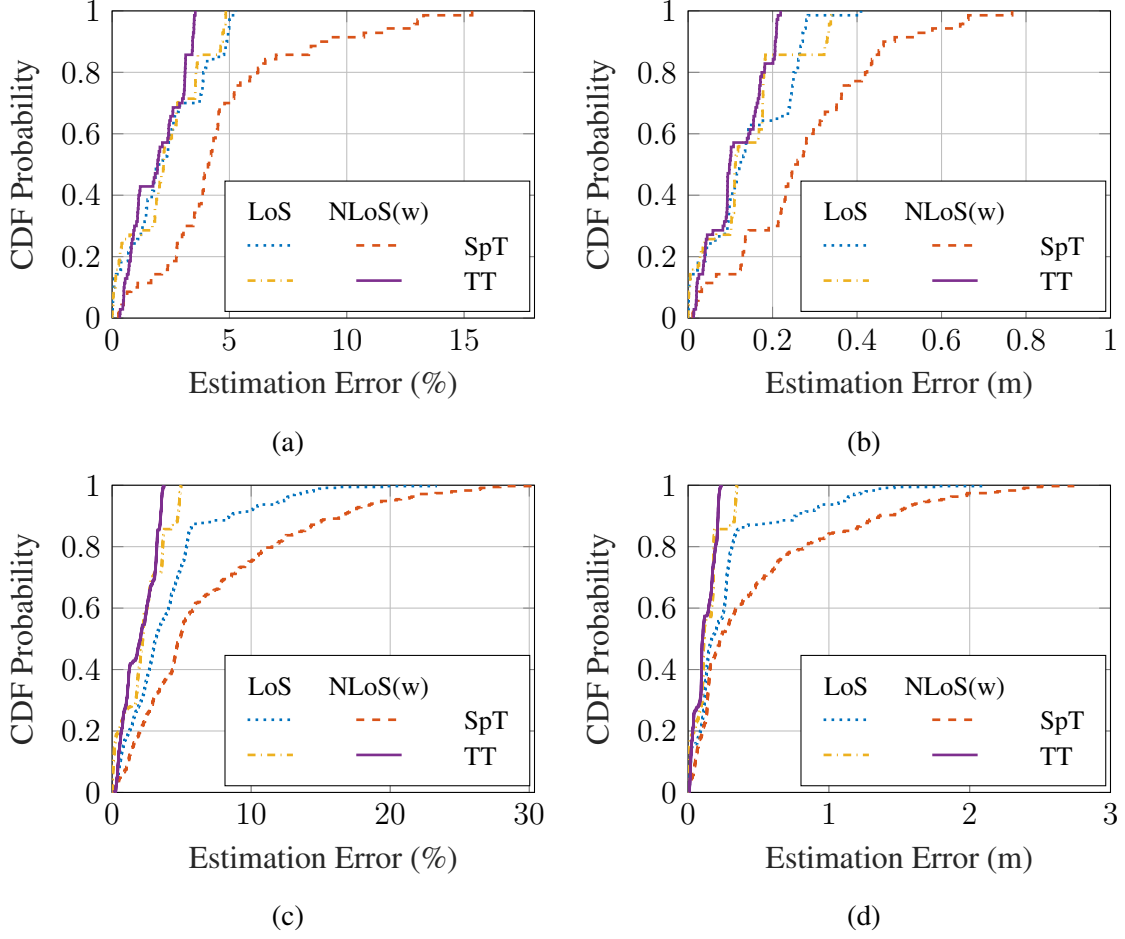 1
0.8
0.6
0.4
0.2
0
CDF Probability
LoS NLoS(w)
SpT
TT
0 5 10 15
Estimation Error (%)
(a)
1
0.8
0.6
0.4
0.2
0
CDF Probability
LoS NLoS(w)
SpT
TT
0 0.2 0.4 0.6 0.8 1
Estimation Error (m)
(b)
1
0.8
0.6
0.4
0.2
0
CDF Probability
LoS NLoS(w)
SpT
TT
0 10 20 30
Estimation Error (%)
(c)
1
0.8
0.6
0.4
0.2
0
CDF Probability
LoS NLoS(w)
SpT
TT
0 1 2 3
Estimation Error (m)
(d)